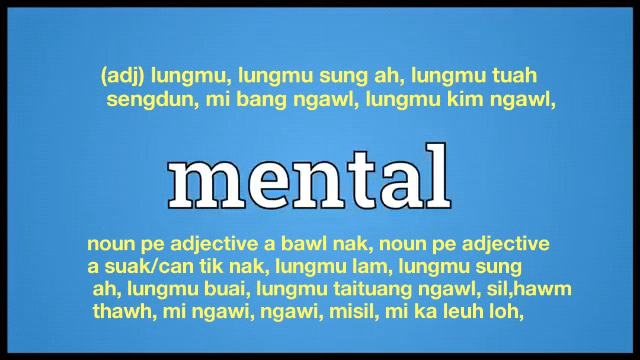 (adj) lungmu, lungmu sung ah, lungmu tuah
sengdun, mi bang ngawl, lungmu kim ngawl,
mental
noun pe adjective a bawl nak, noun pe adjective
a suak/can tik nak, lungmu lam, lungmu sung
ah, lungmu buai, lungmu taituang ngawl, sil,hawm
thawh, mi ngawi, ngawi, misil, mi ka leuh loh,